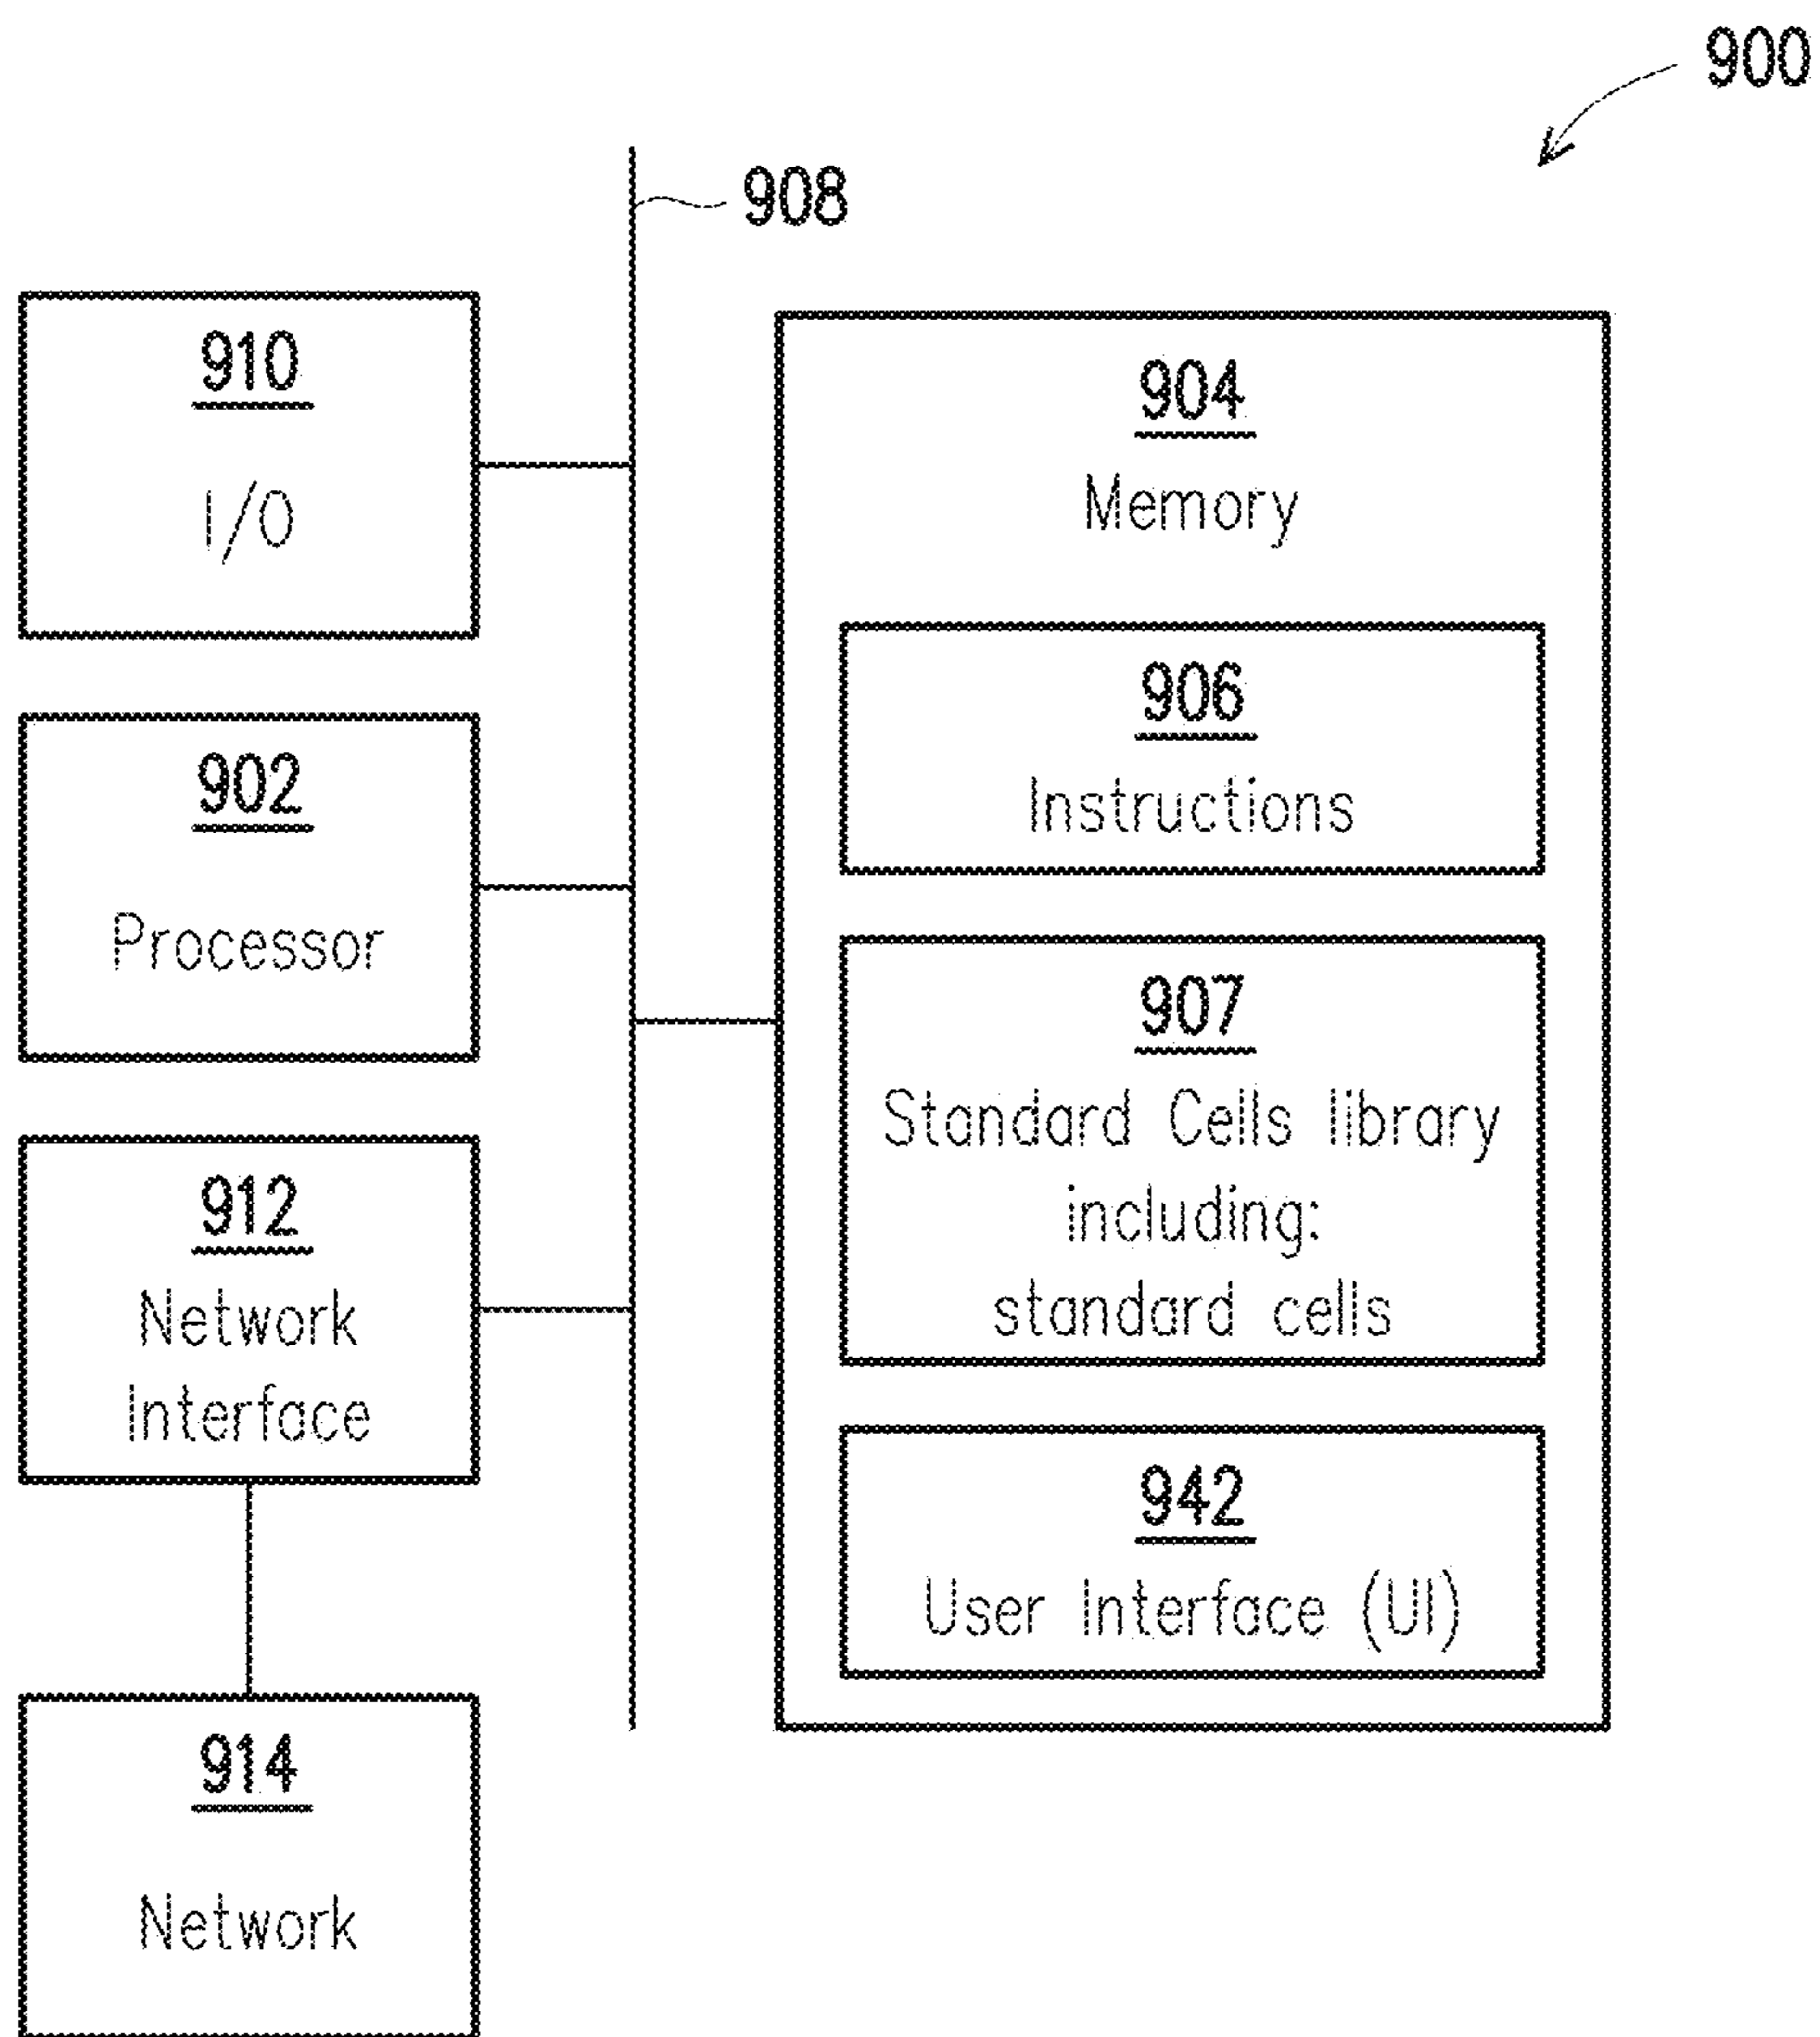 900
908
910
I/O
902
Processor
912
Network
Interface
914
Network
904
Memory
906
Instructions
907
Standard Cells library
including:
standard cells
942
User Interface (UI)